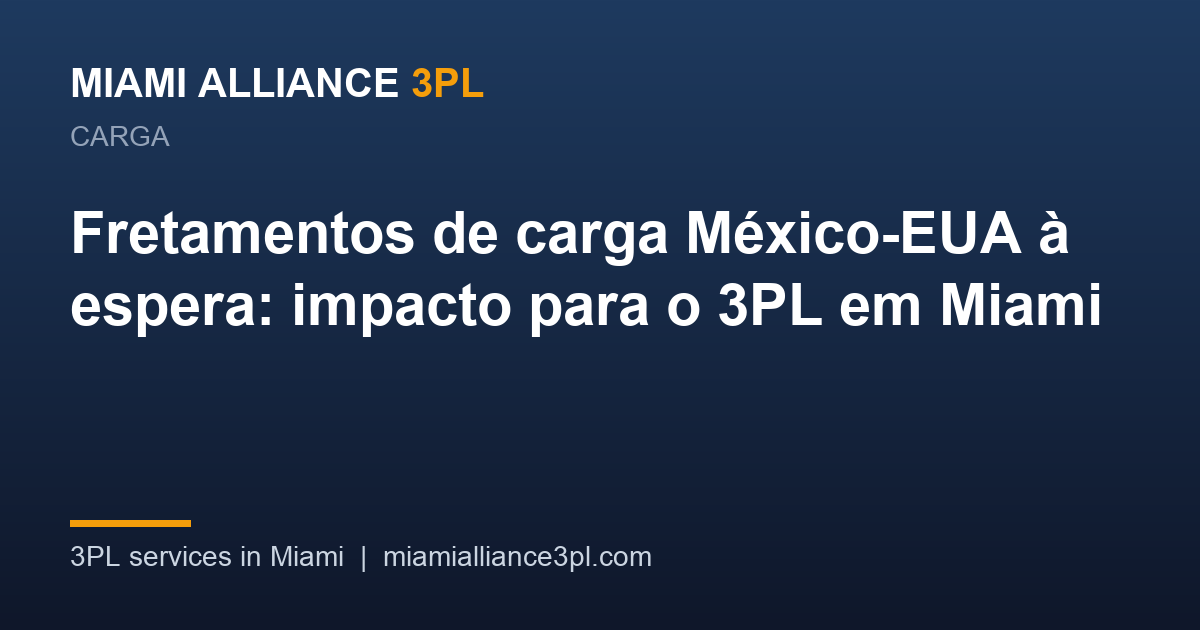 MIAMI ALLIANCE 3PL
CARGA
Fretamentos de carga México-EUA à
espera: impacto para o 3PL em Miami
3PL services in Miami | miamialliance3pl.com